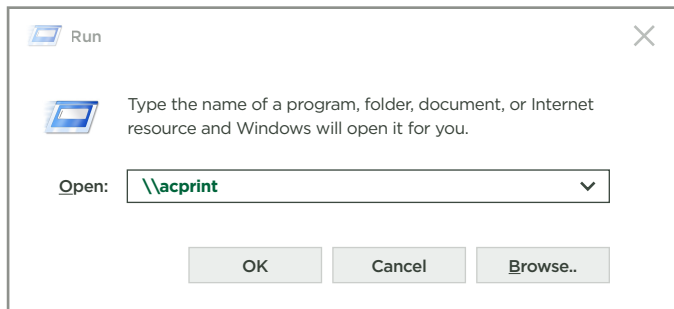 Run
Type the name of a program, folder, document, or Internet
resource and Windows will open it for you.
Open: \\acprint
OK Cancel Browse..